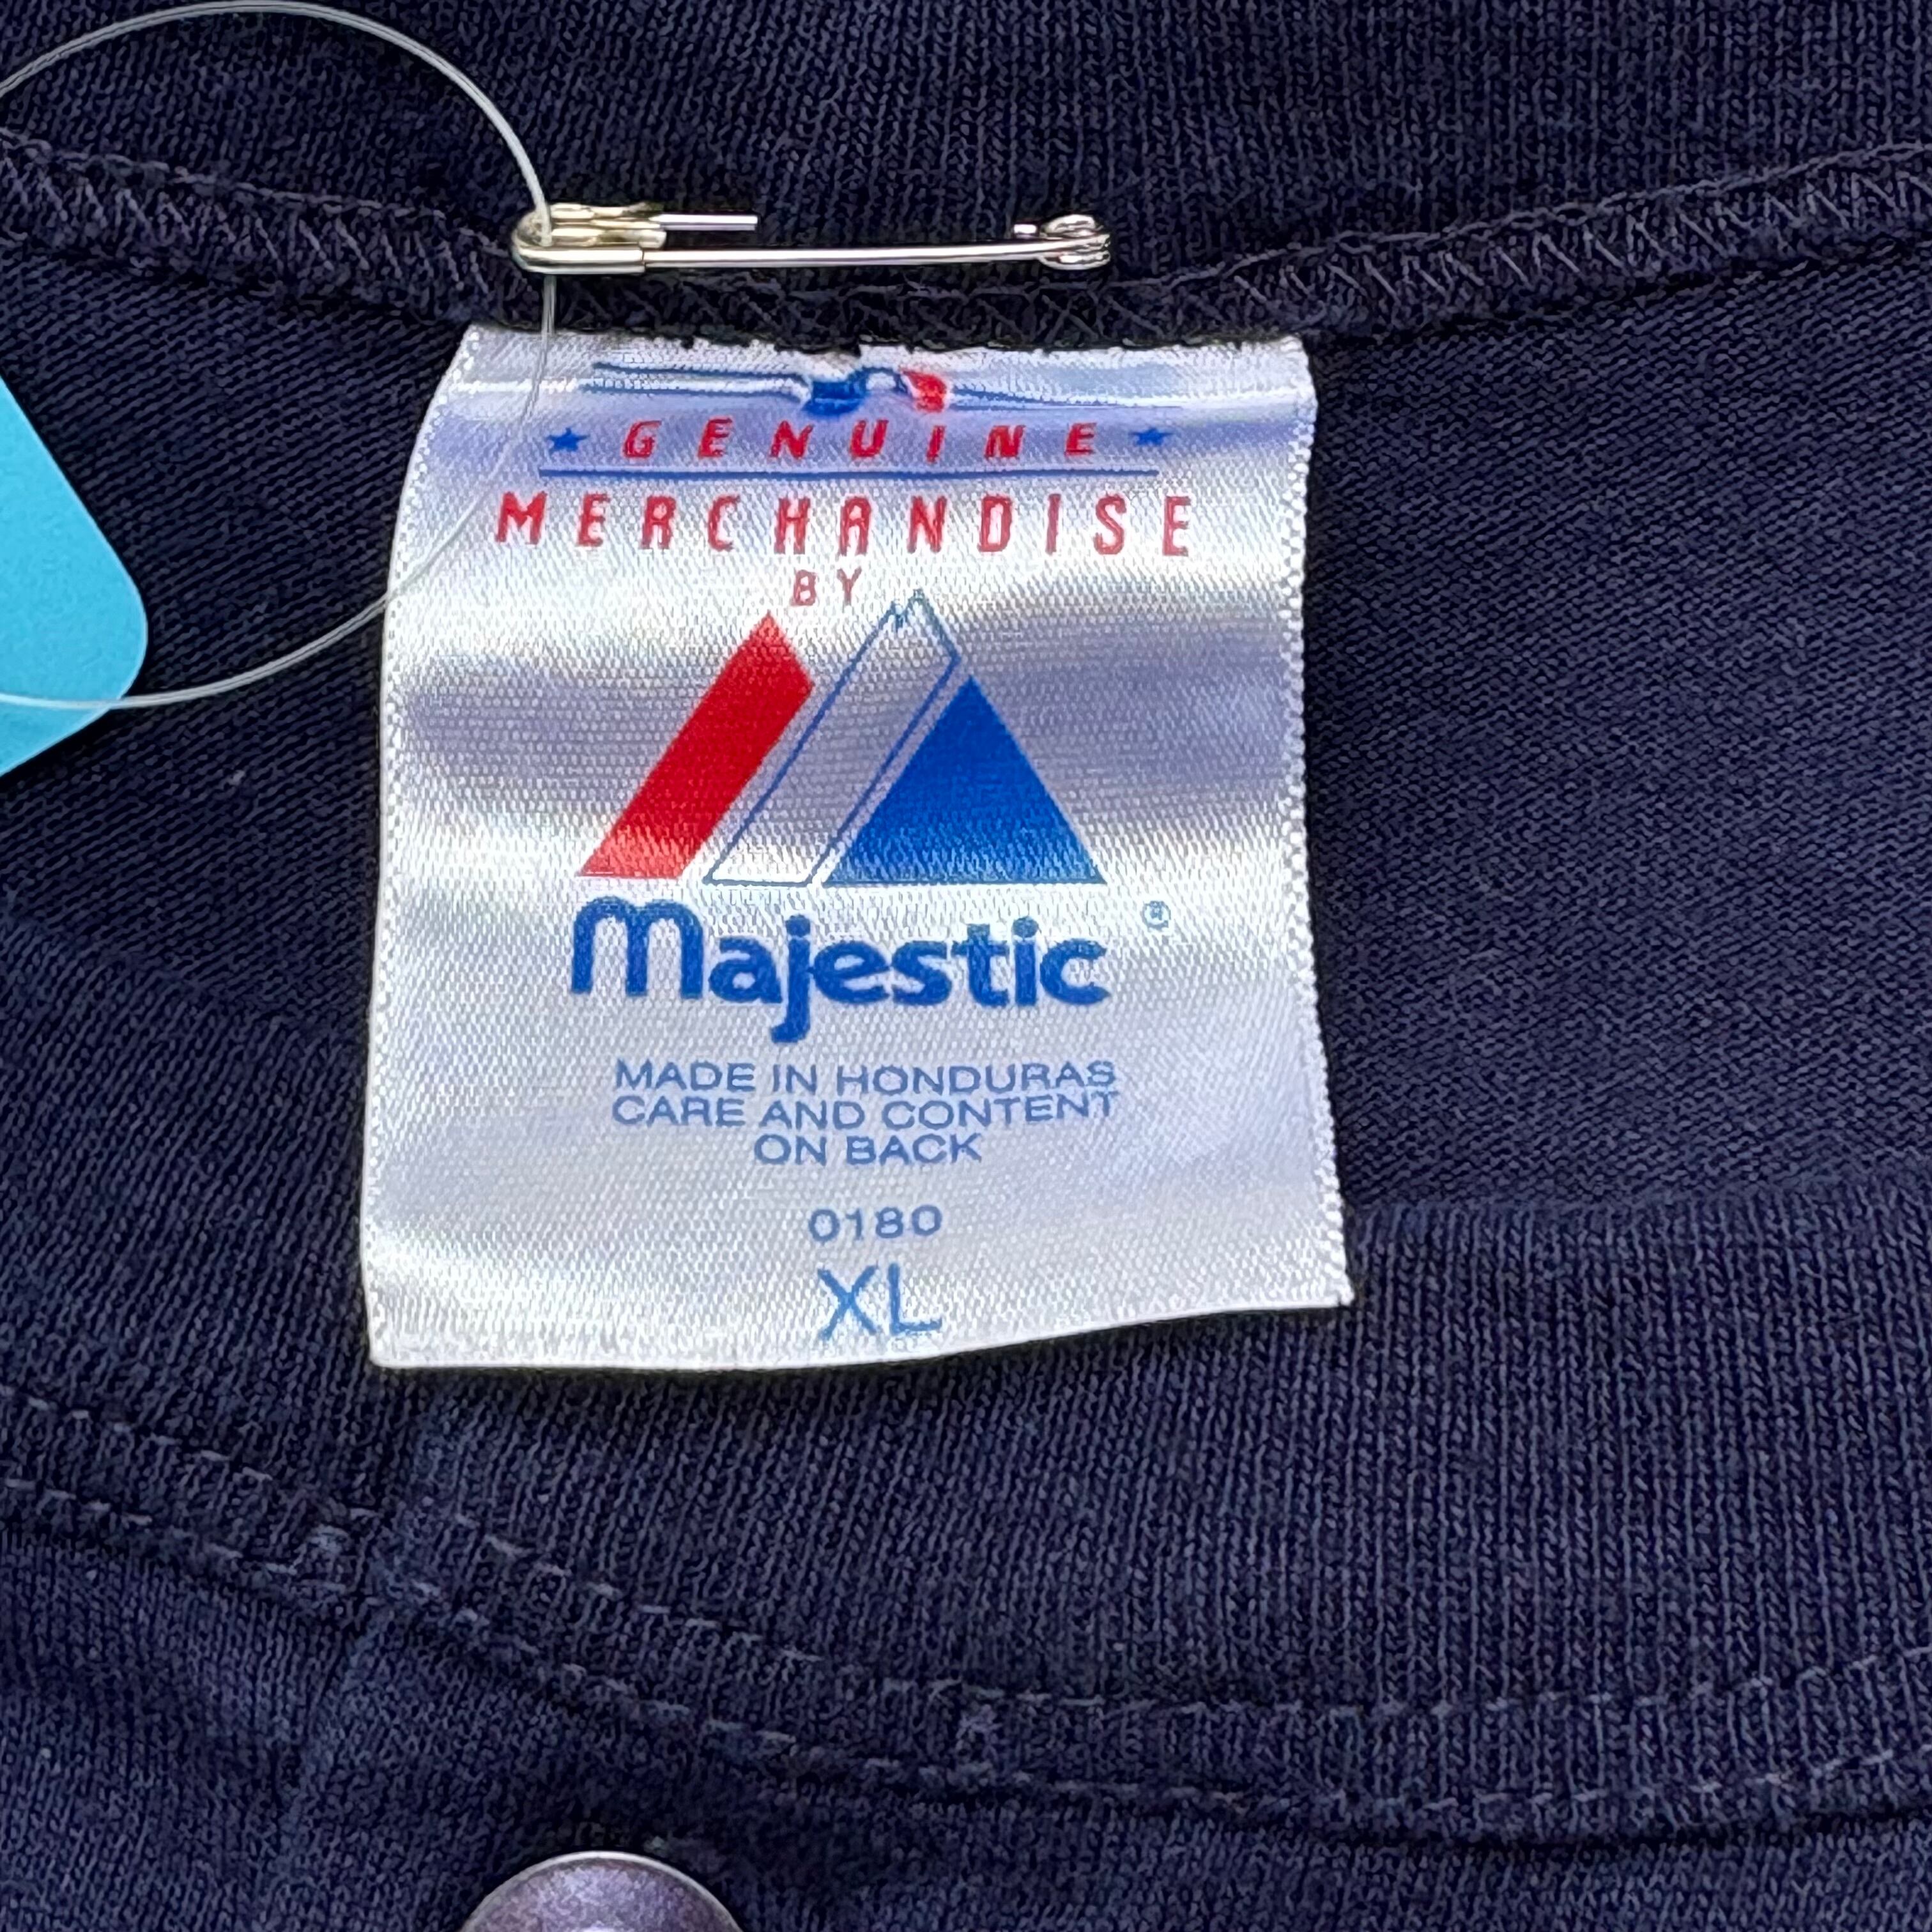 GENUINE
MERCHANDISE
BY
Majestic ®
MADE IN HONDURAS
CARE AND CONTENT
ON BACK
0180
XL